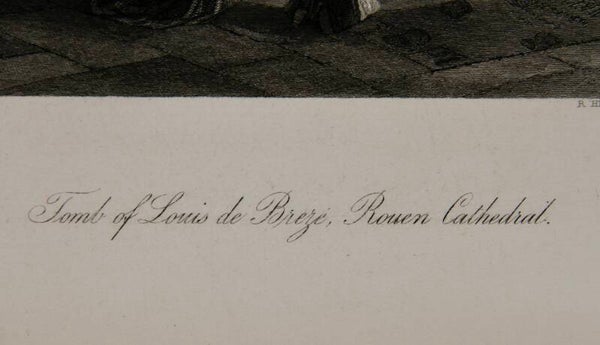 R. H
Tomb of Louis de Brezé, Rouen Cathedral.